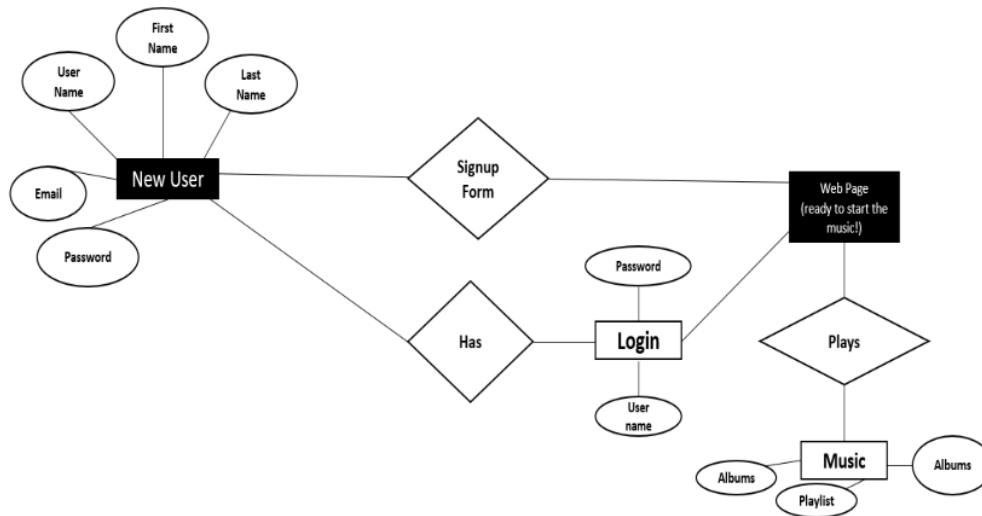 First
Name
User
Name
Last
Name
New User
Email
Password
Signup
Form
Web Page
(ready to start the
music!)
Password
Has
Login
Plays
User
name
Music
Albums
Albums
Playlist